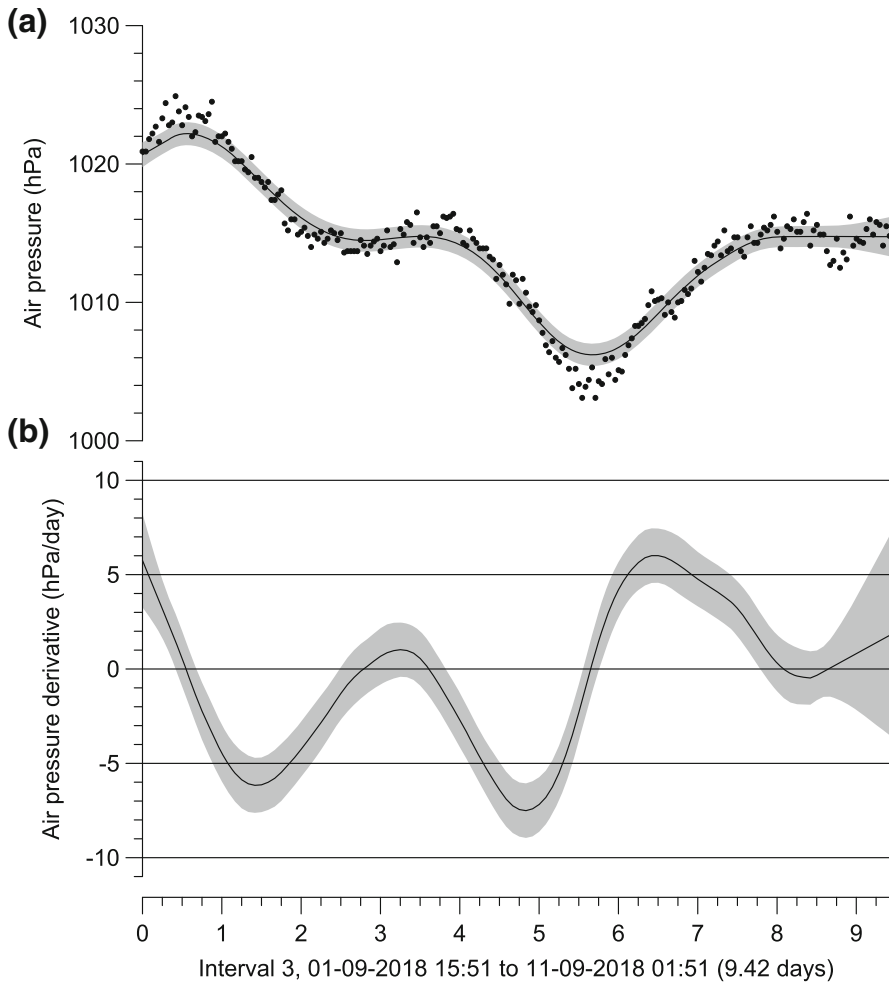 (a)
1030
1020
1010
1000
Air pressure (hPa)
(b)
10
5
0
-5
-10
Air pressure derivative (hPa/day)
0 1 2 3 4 5 6 7 8 9
Interval 3, 01-09-2018 15:51 to 11-09-2018 01:51 (9.42 days)